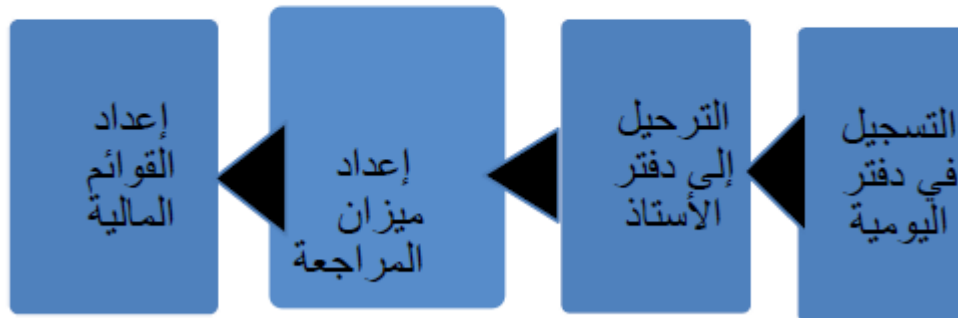 التسجيل
في دفتر
اليومية
الترحيل
إلى دفتر
الأستاذ
إعداد
ميزان
المراجعة
إعداد
القوائم
المالية